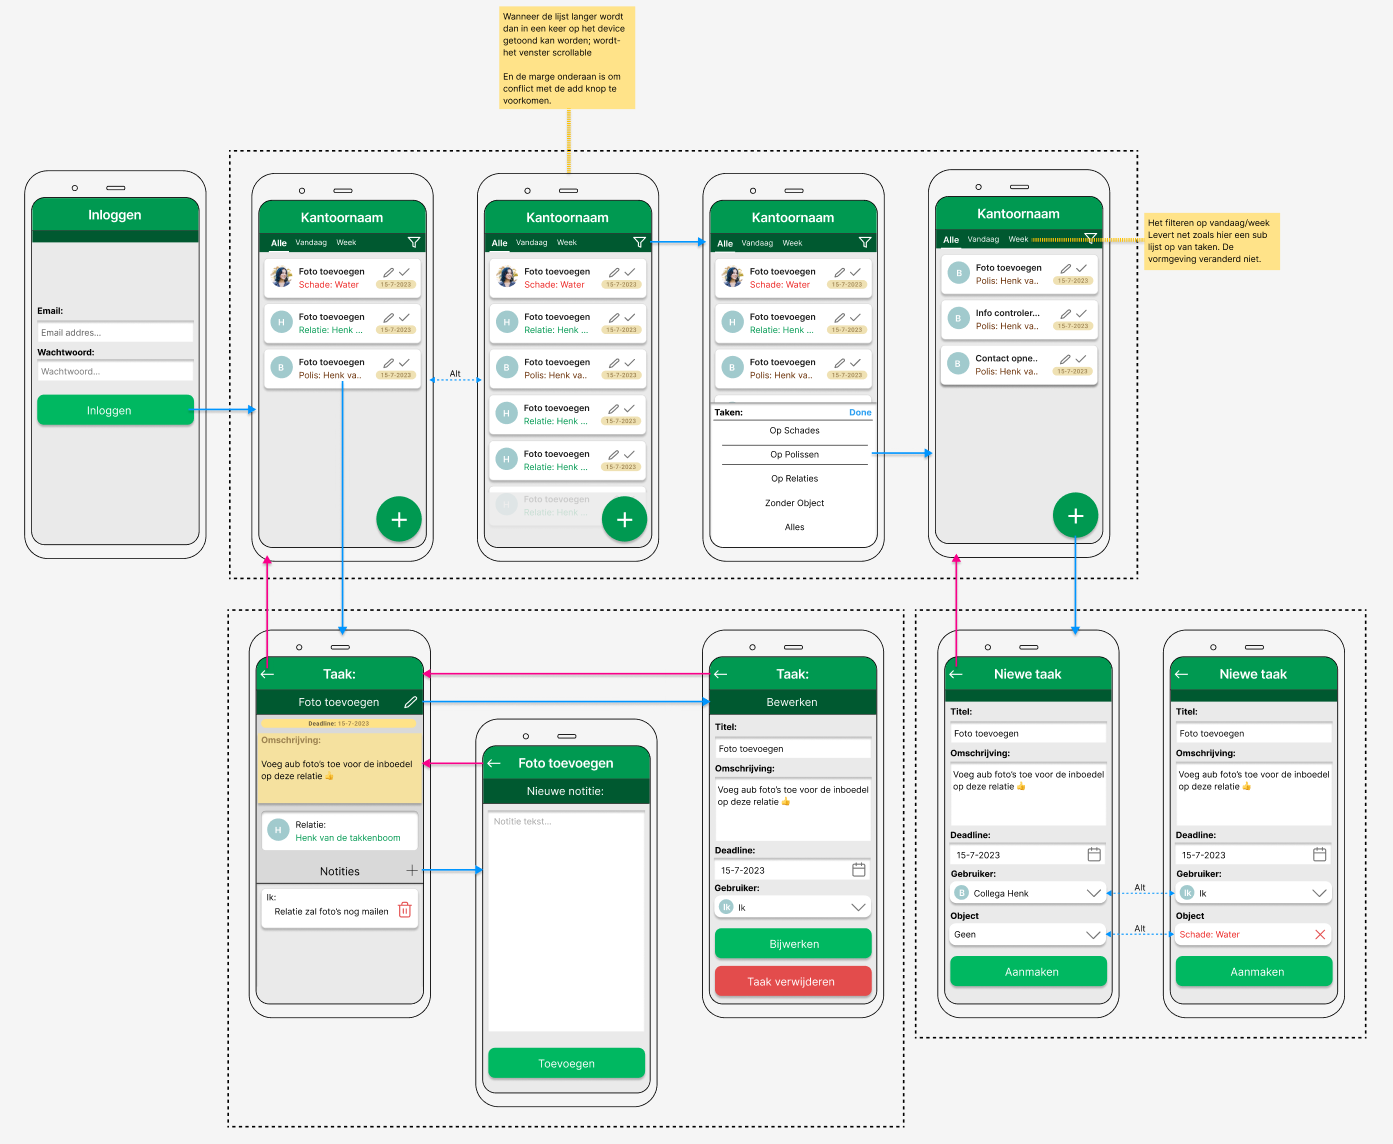 Wanneer de lijst langer wordt
dan in een keer op het device
getoond kan worden; wordt-
het venster scrollable
En de marge onderaan is om
conflict met de add knop te
voorkomen.
Inloggen
Email:
Email addres...
Wachtwoord:
Wachtwoord...
Inloggen
Kantoornaam
Alle Vandaag Week
Foto toevoegen
Schade: Water
15-7-2023
H
Foto toevoegen
Relatie: Henk ...
15-7-2023
B
Foto toevoegen
Polis: Henk va..
15-7-2023
+
Alt
Kantoornaam
Alle Vandaag Week
Foto toevoegen
Schade: Water
15-7-2023
H
Foto toevoegen
Relatie: Henk ...
15-7-2023
B
Foto toevoegen
Polis: Henk va..
15-7-2023
H
Foto toevoegen
Relatie: Henk ...
15-7-2023
H
Foto toevoegen
Relatie: Henk ...
15-7-2023
H
Foto toevoegen
Relatie: Henk ...
+
Kantoornaam
Alle Vandaag Week
Foto toevoegen
Schade: Water
15-7-2023
H
Foto toevoegen
Relatie: Henk ...
15-7-2023
B
Foto toevoegen
Polis: Henk va..
15-7-2023
Taken: Done
Op Schades
Op Polissen
Op Relaties
Zonder Object
Alles
Kantoornaam
Alle Vandaag Week
B
Foto toevoegen
Polis: Henk va..
15-7-2023
B
Info controler...
Polis: Henk va..
15-7-2023
B
Contact opne..
Polis: Henk va..
15-7-2023
+
Het filteren op vandaag/week
Levert net zoals hier een sub
lijst op van taken. De
vormgeving veranderd niet.
Taak:
Foto toevoegen
Deadline: 15-7-2023
Omschrijving:
Voeg aub foto's toe voor de inboedel
op deze relatie 👍
H
Relatie:
Henk van de takkenboom
Notities +
Ik:
Relatie zal foto's nog mailen
Foto toevoegen
Nieuwe notitie:
Notitie tekst...
Toevoegen
Taak:
Bewerken
Titel:
Foto toevoegen
Omschrijving:
Voeg aub foto's toe voor de inboedel
op deze relatie 👍
Deadline:
15-7-2023
Gebruiker:
Ik Ik
Bijwerken
Taak verwijderen
Niewe taak
Titel:
Foto toevoegen
Omschrijving:
Voeg aub foto's toe voor de inboedel
op deze relatie 👍
Deadline:
15-7-2023
Gebruiker:
B Collega Henk
Object
Geen
Aanmaken
Alt
Alt
Niewe taak
Titel:
Foto toevoegen
Omschrijving:
Voeg aub foto's toe voor de inboedel
op deze relatie 👍
Deadline:
15-7-2023
Gebruiker:
Ik Ik
Object
Schade: Water
Aanmaken